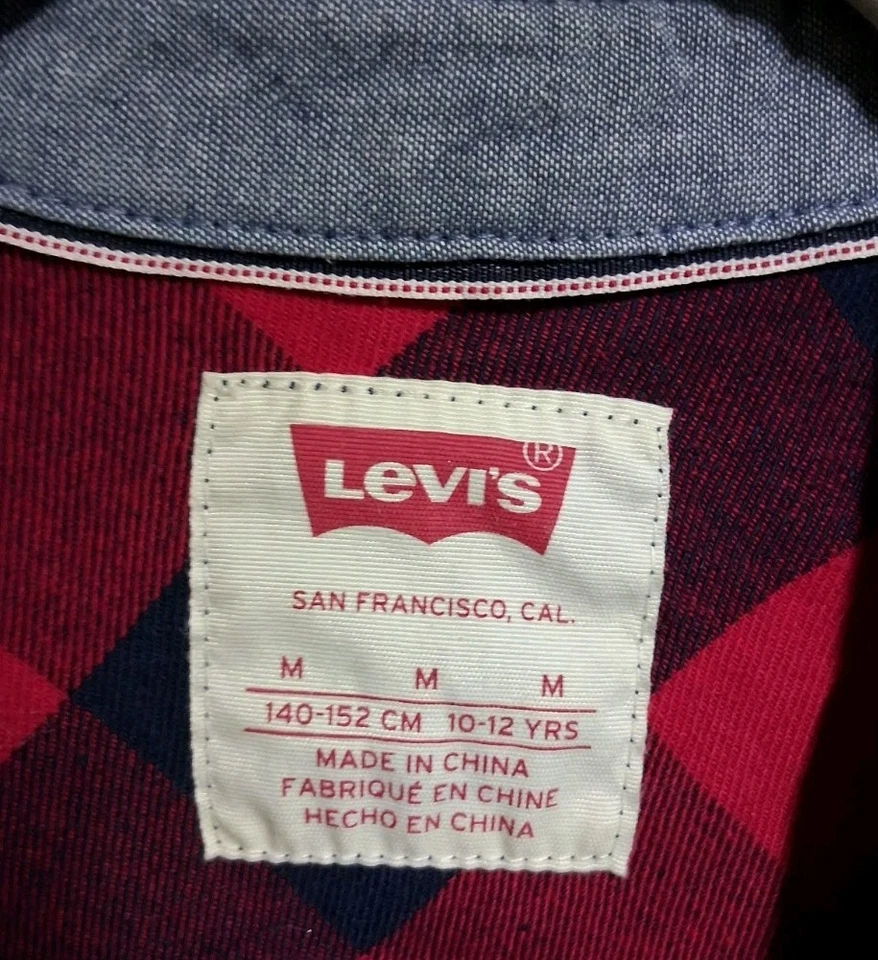 LEVI'S®
SAN FRANCISCO, CAL.
M M M
140-152 CM 10-12 YRS
MADE IN CHINA
FABRIQUÉ EN CHINE
HECHO EN CHINA